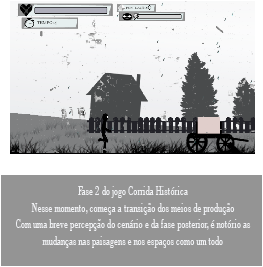 TEMPO:
Fase 2 do jogo Corrida Histórica
Nesse momento, começa a transição dos meios de produção
Com uma breve percepção do cenário e da fase posterior, é notório as
mudanças nas paisagens e nos espaços como um todo